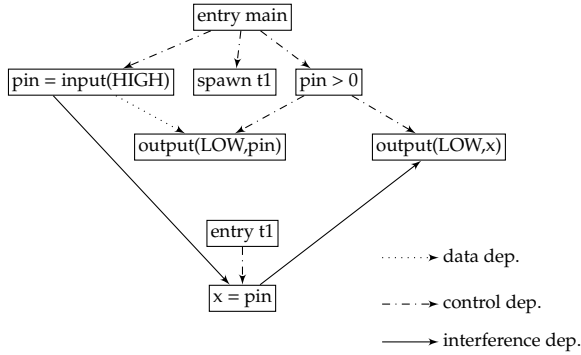 entry main
pin = input(HIGH)
spawn t1
pin > 0
output(LOW,pin)
output(LOW,x)
entry t1
x = pin
data dep.
control dep.
interference dep.